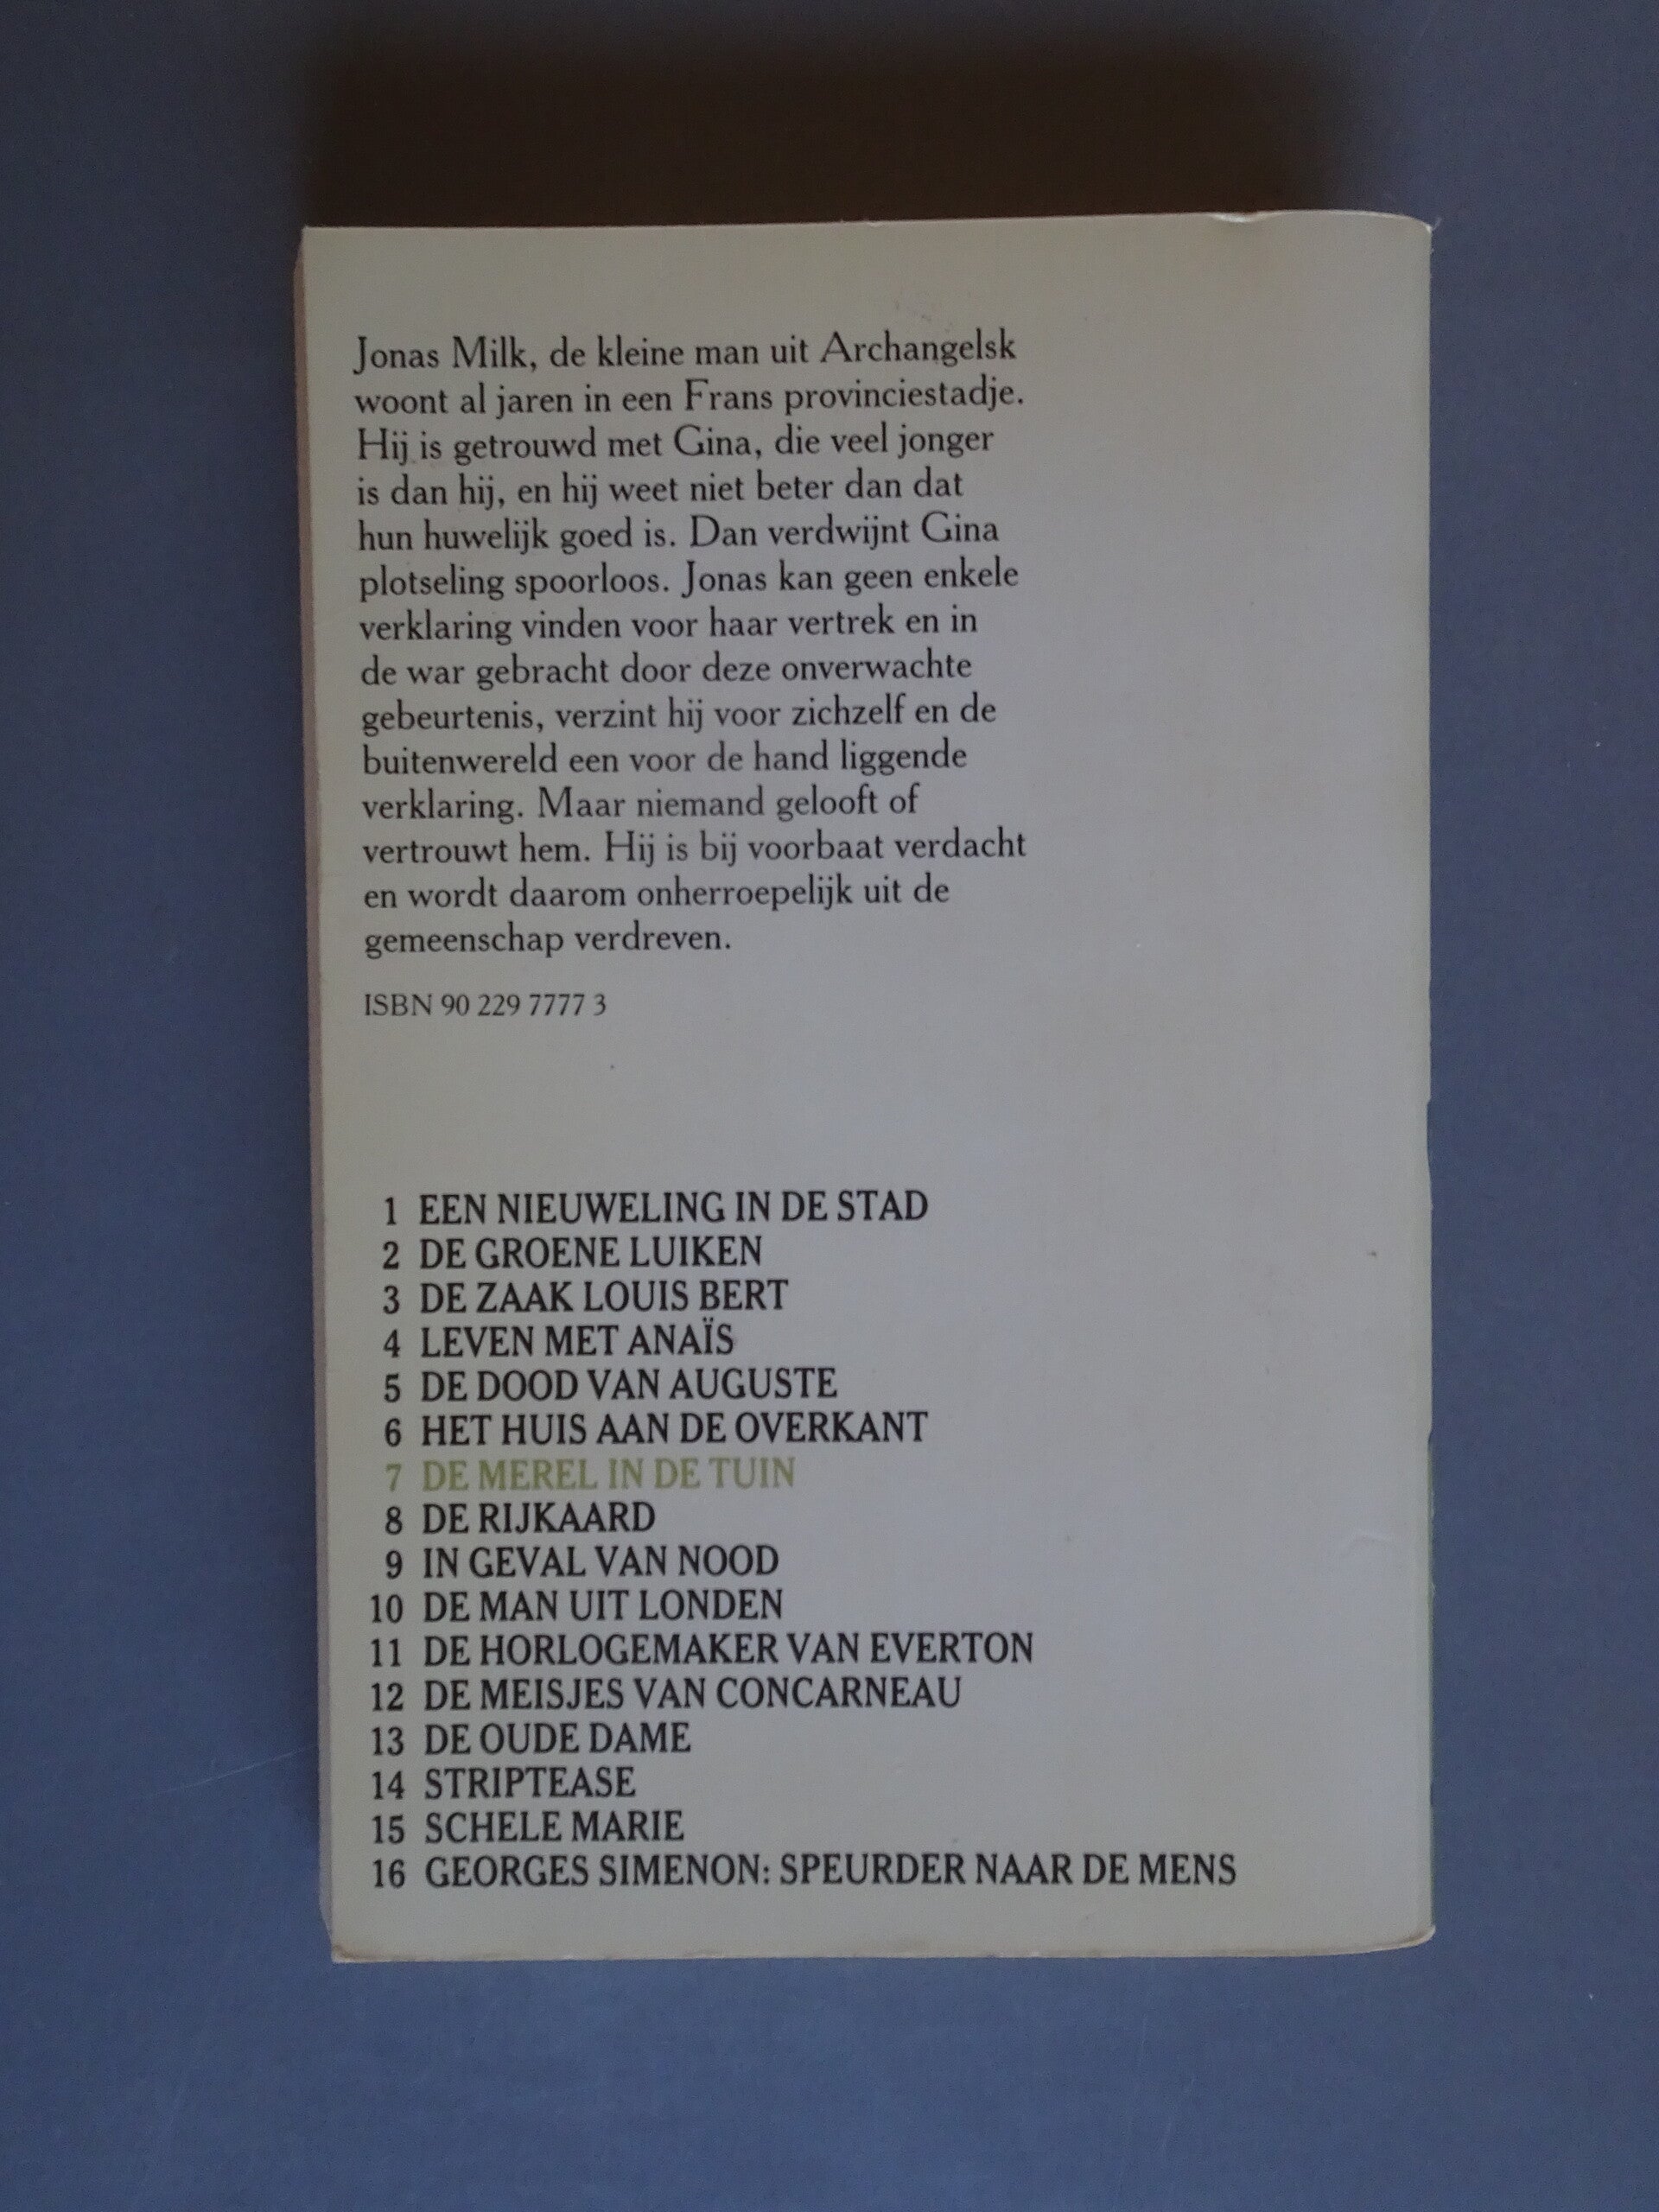 Jonas Milk, de kleine man uit Archangelsk
woont al jaren in een Frans provinciestadje.
Hij is getrouwd met Gina, die veel jonger
is dan hij, en hij weet niet beter dan dat
hun huwelijk goed is. Dan verdwijnt Gina
plotseling spoorloos. Jonas kan geen enkele
verklaring vinden voor haar vertrek en in
de war gebracht door deze onverwachte
gebeurtenis, verzint hij voor zichzelf en de
buitenwereld een voor de hand liggende
verklaring. Maar niemand gelooft of
vertrouwt hem. Hij is bij voorbaat verdacht
en wordt daarom onherroepelijk uit de
gemeenschap verdreven.
ISBN 90 229 7777 3
1 EEN NIEUWELING IN DE STAD
2 DE GROENE LUIKEN
3 DE ZAAK LOUIS BERT
4 LEVEN MET ANAÏS
5 DE DOOD VAN AUGUSTE
6 HET HUIS AAN DE OVERKANT
7 DE MEREL IN DE TUIN
8 DE RIJKAARD
9 IN GEVAL VAN NOOD
10 DE MAN UIT LONDEN
11 DE HORLOGEMAKER VAN EVERTON
12 DE MEISJES VAN CONCARNEAU
13 DE OUDE DAME
14 STRIPTEASE
15 SCHELE MARIE
16 GEORGES SIMENON: SPEURDER NAAR DE MENS